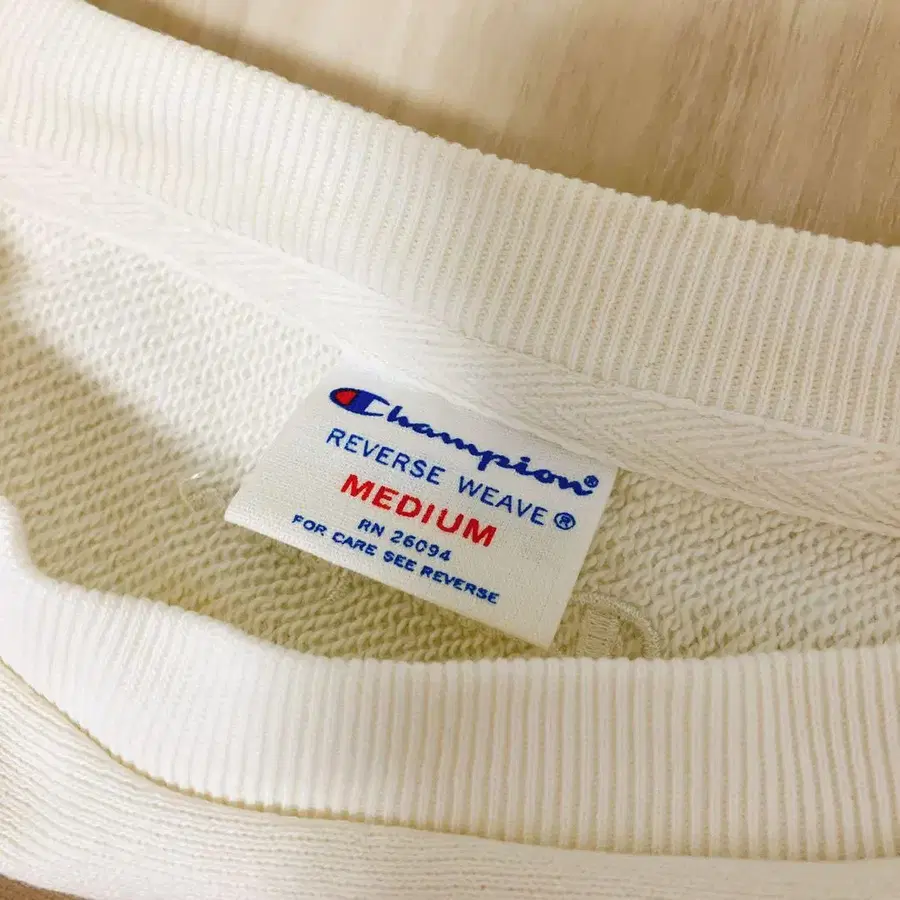 Champion®
REVERSE WEAVE®
MEDIUM
RN 26094
FOR CARE SEE REVERSE